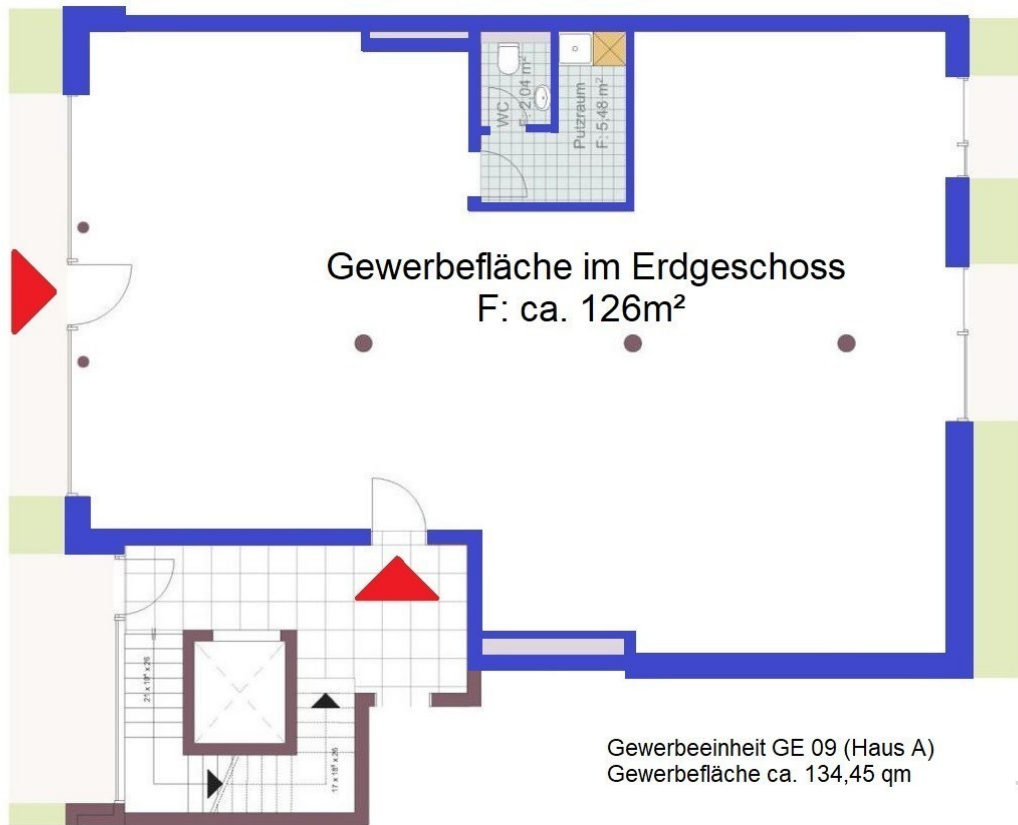 WC
F: 2,04 m²
Putzraum
F: 5,48 m²
Gewerbefläche im Erdgeschoss
F: ca. 126m²
Gewerbeeinheit GE 09 (Haus A)
Gewerbefläche ca. 134,45 qm